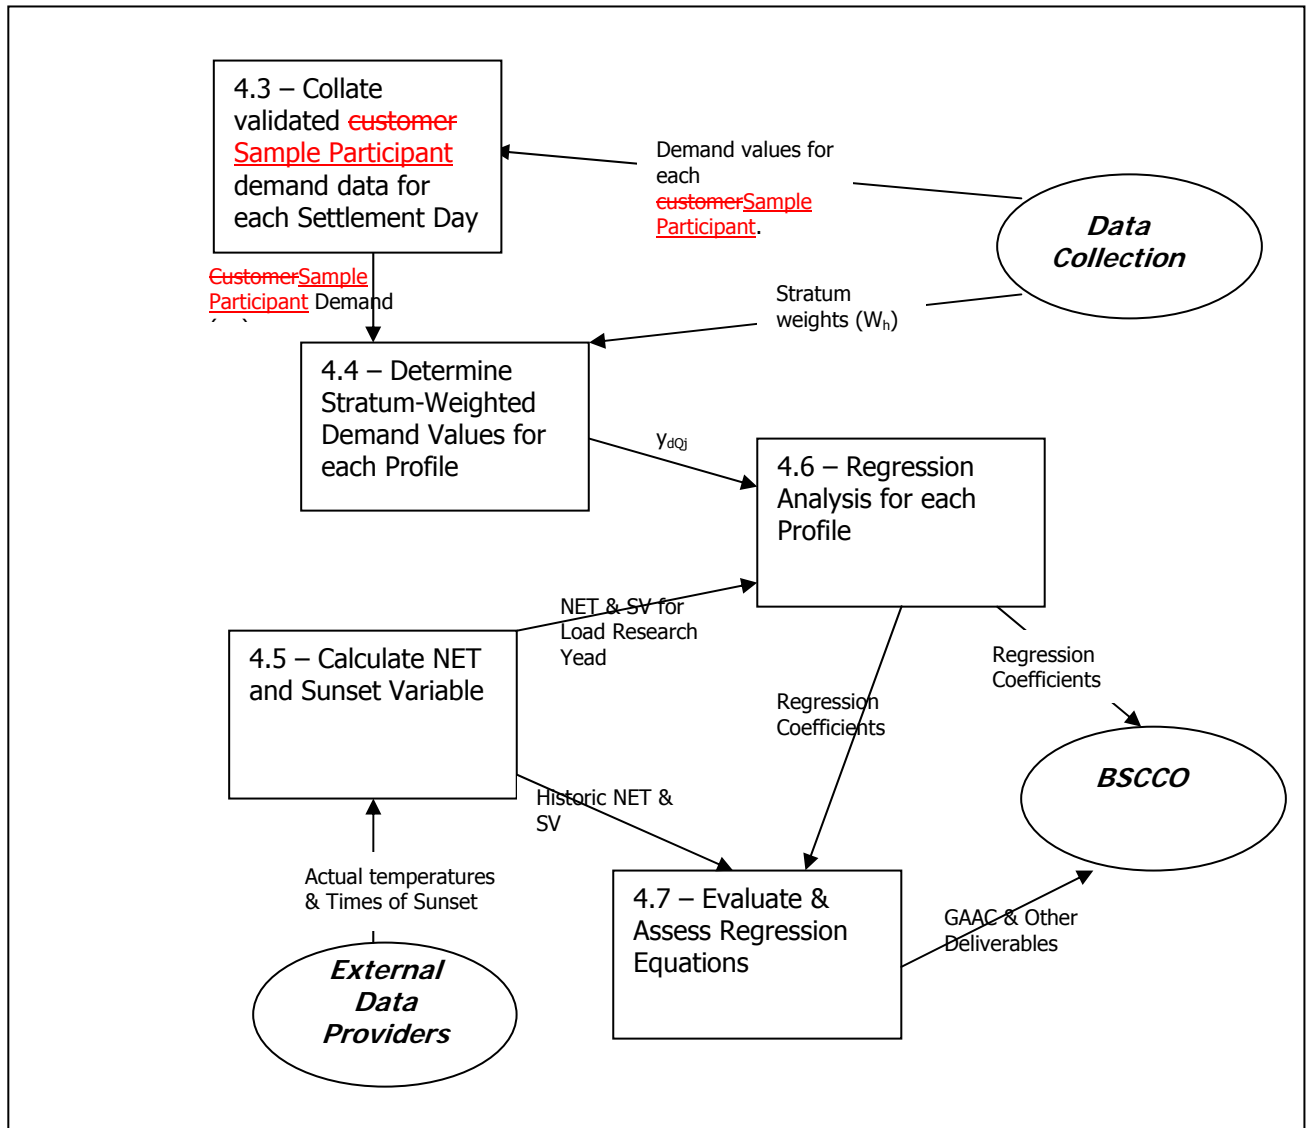 4.3 – Collate
validated customer
Sample Participant
demand data for
each Settlement Day
Demand values for
each
customerSample
Participant.
Data
Collection
CustomerSample
Participant Demand
Stratum
weights (Wh)
4.4 – Determine
Stratum-Weighted
Demand Values for
each Profile
ydQj
4.6 – Regression
Analysis for each
Profile
NET & SV for
Load Research
Yead
4.5 – Calculate NET
and Sunset Variable
Regression
Coefficients
Regression
Coefficients
BSCCO
Historic NET &
SV
Actual temperatures
& Times of Sunset
4.7 – Evaluate &
Assess Regression
Equations
GAAC & Other
Deliverables
External
Data
Providers